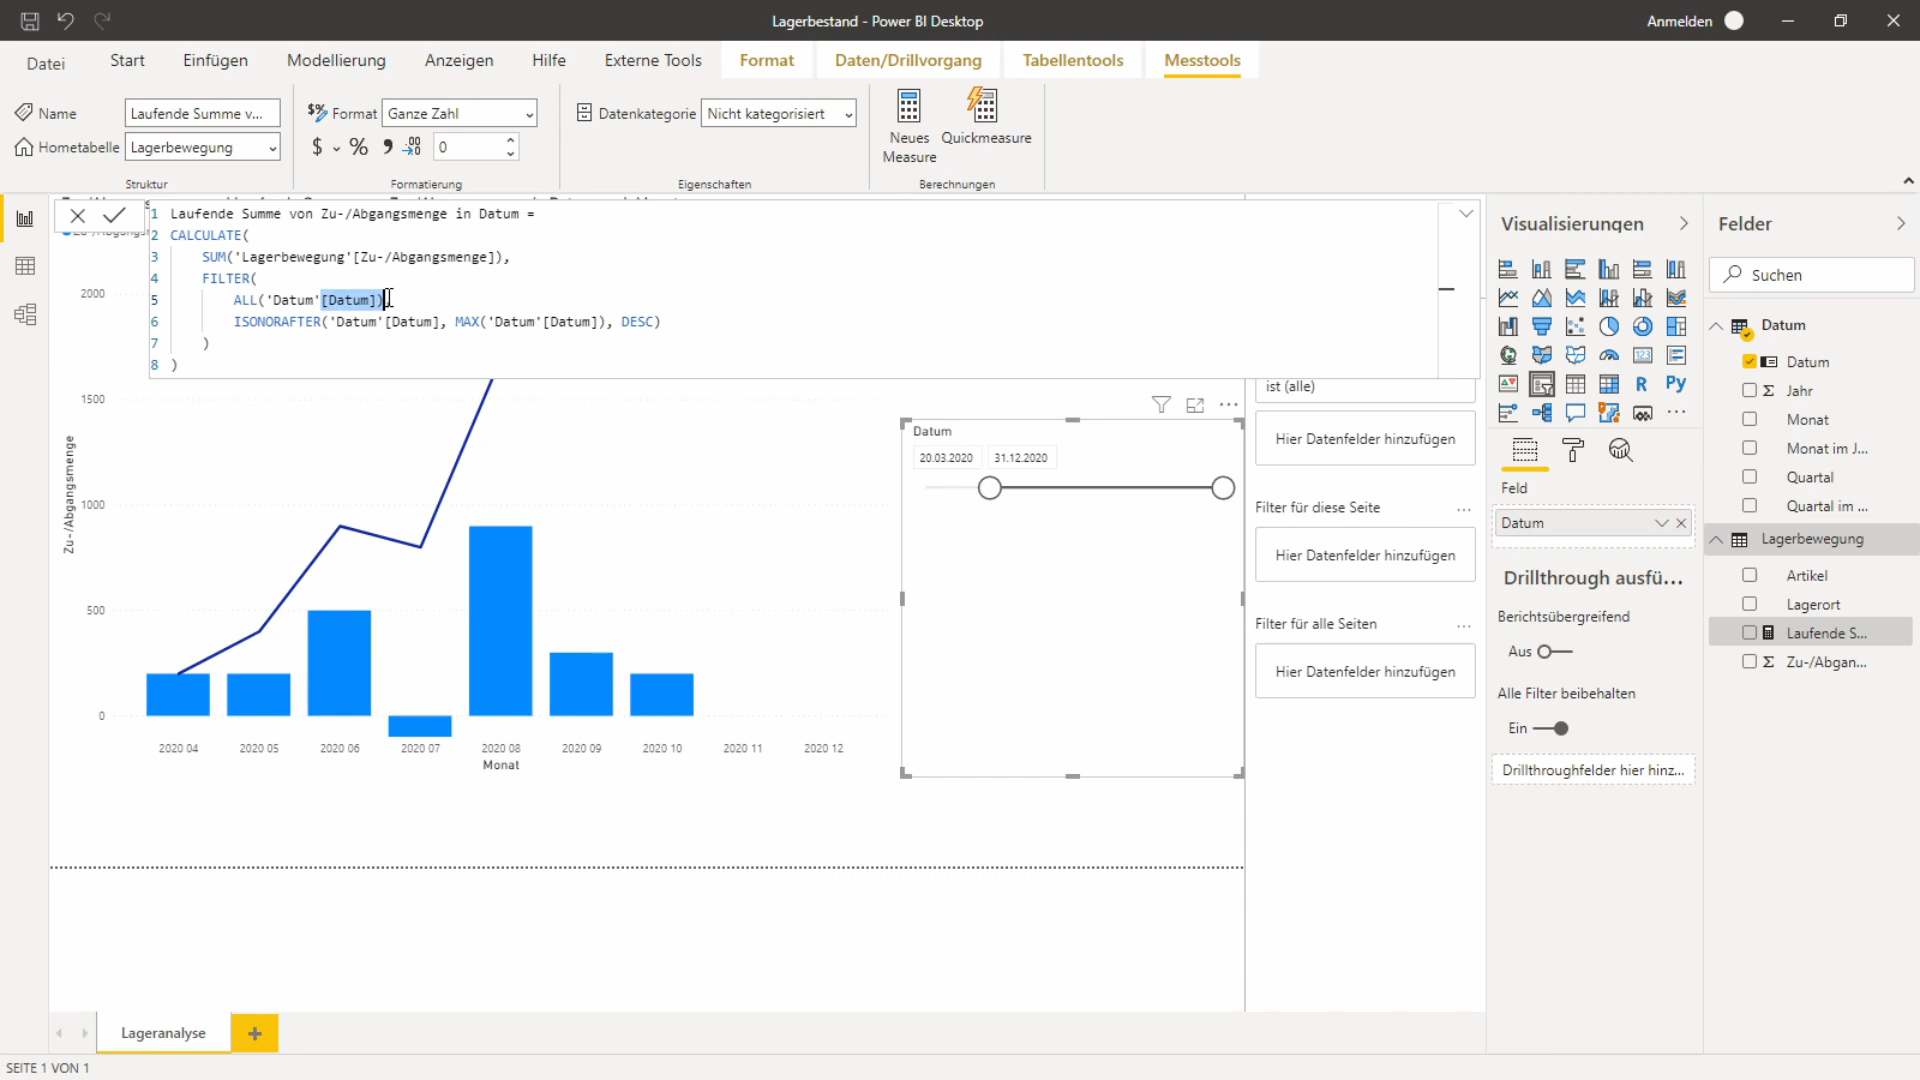 Lagerbestand - Power BI Desktop
Anmelden
Datei
Start
Einfügen
Modellierung
Anzeigen
Hilfe
Externe Tools
Format
Daten/Drillvorgang
Tabellentools
Messtools
Name
Laufende Summe v...
Hometabelle
Lagerbewegung
Struktur
$% Format
Ganze Zahl
$ % 0
Formatierung
Datenkategorie
Nicht kategorisiert
Eigenschaften
Neues Measure
Quickmeasure
Berechnungen
1 Laufende Summe von Zu-/Abgangsmenge in Datum =
2 CALCULATE(
3 SUM('Lagerbewegung'[Zu-/Abgangsmenge]),
4 FILTER(
5 ALL('Datum'[Datum]),
6 ISONORAFTER('Datum'[Datum], MAX('Datum'[Datum]), DESC)
7 )
8 )
2000
1500
1000
500
0
Zu-/Abgangsmenge
2020 04
2020 05
2020 06
2020 07
2020 08
2020 09
2020 10
2020 11
2020 12
Monat
Datum
20.03.2020
31.12.2020
ist (alle)
Hier Datenfelder hinzufügen
Filter für diese Seite
Hier Datenfelder hinzufügen
Filter für alle Seiten
Hier Datenfelder hinzufügen
Visualisierungen
123
R
Py
Feld
Datum
Drillthrough ausfü...
Berichtsübergreifend
Aus
Alle Filter beibehalten
Ein
Drillthroughfelder hier hinz...
Felder
Suchen
Datum
Datum
Σ Jahr
Monat
Monat im J...
Quartal
Quartal im ...
Lagerbewegung
Artikel
Lagerort
Laufende S...
Σ Zu-/Abgan...
Lageranalyse
SEITE 1 VON 1